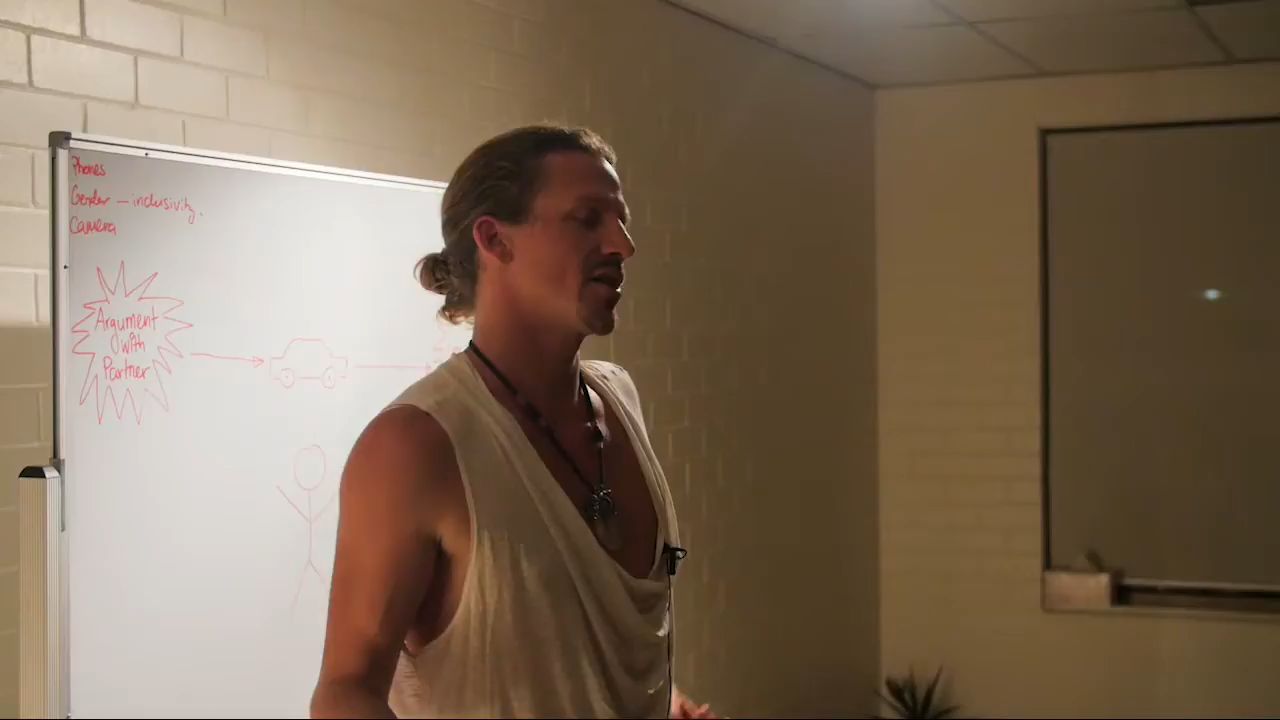 Phones
Gender – inclusivity.
Camera
Argument
with
Partner